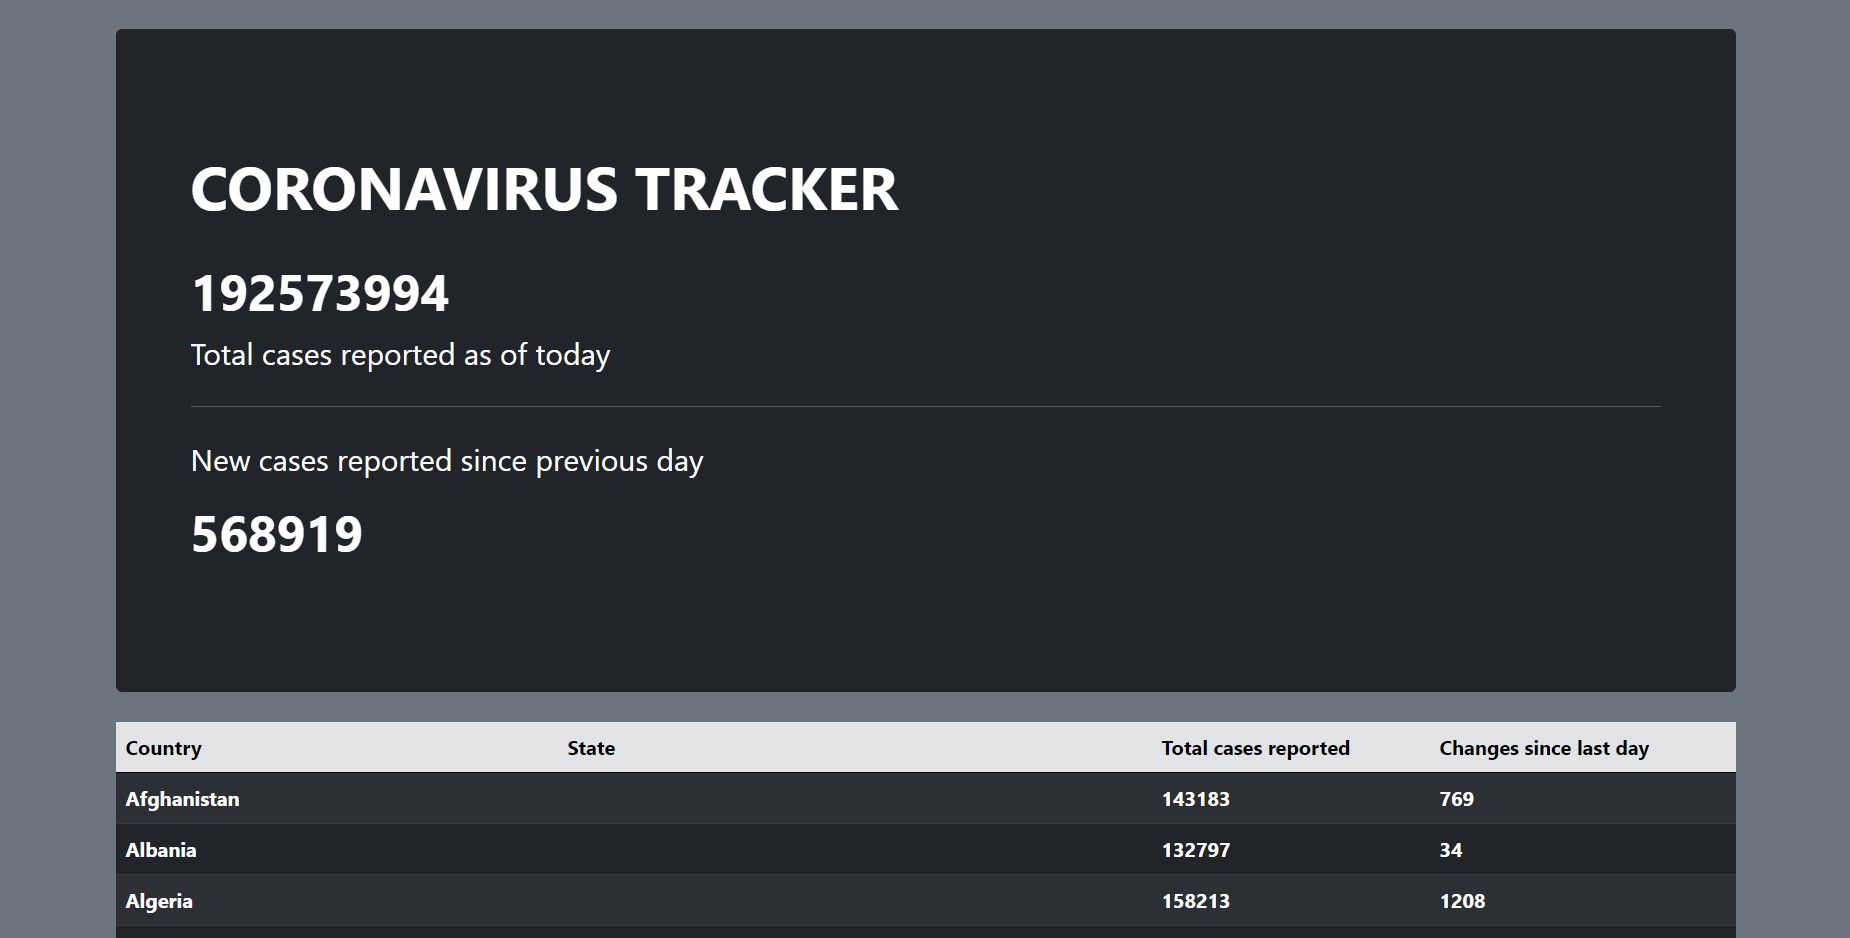 CORONAVIRUS TRACKER
192573994
Total cases reported as of today
New cases reported since previous day
568919
Country State Total cases reported Changes since last day
Afghanistan 143183 769
Albania 132797 34
Algeria 158213 1208